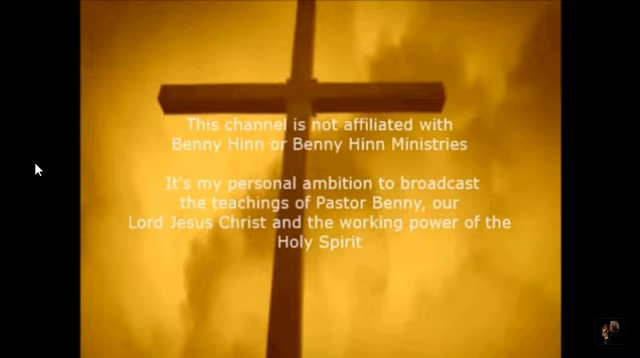 This channel is not affiliated with
Benny Hinn or Benny Hinn Ministries
It's my personal ambition to broadcast
the teachings of Pastor Benny, our
Lord Jesus Christ and the working power of the
Holy Spirit